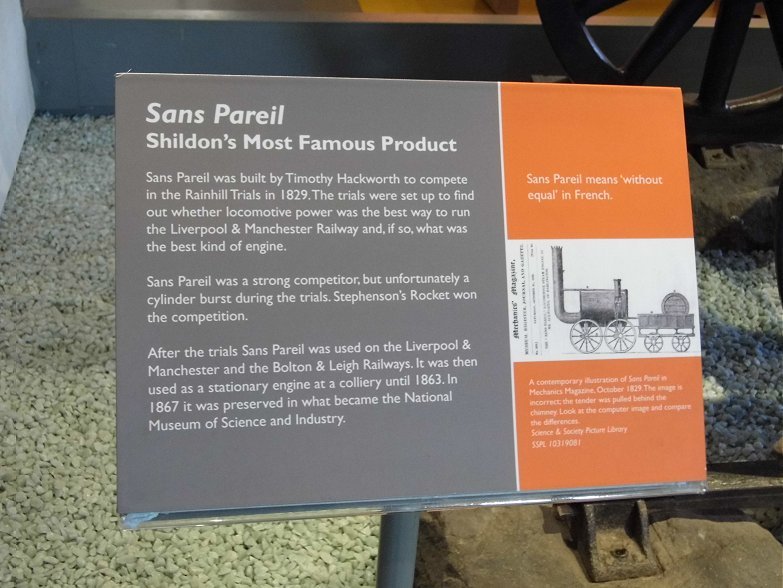 Sans Pareil
Shildon's Most Famous Product
Sans Pareil was built by Timothy Hackworth to compete
in the Rainhill Trials in 1829. The trials were set up to find
out whether locomotive power was the best way to run
the Liverpool & Manchester Railway and, if so, what was
the best kind of engine.
Sans Pareil was a strong competitor, but unfortunately a
cylinder burst during the trials. Stephenson's Rocket won
the competition.
After the trials Sans Pareil was used on the Liverpool &
Manchester and the Bolton & Leigh Railways. It was then
used as a stationary engine at a colliery until 1863. In
1867 it was preserved in what became the National
Museum of Science and Industry.
Sans Pareil means 'without
equal' in French.
Mechanics' Magazine,
MUSEUM, REGISTER, JOURNAL, AND GAZETTE.
A contemporary illustration of Sans Pareil in
Mechanics Magazine, October 1829. The image is
incorrect; the tender was pulled behind the
chimney. Look at the computer image and compare
the differences.
Science & Society Picture Library
SSPL 10319081